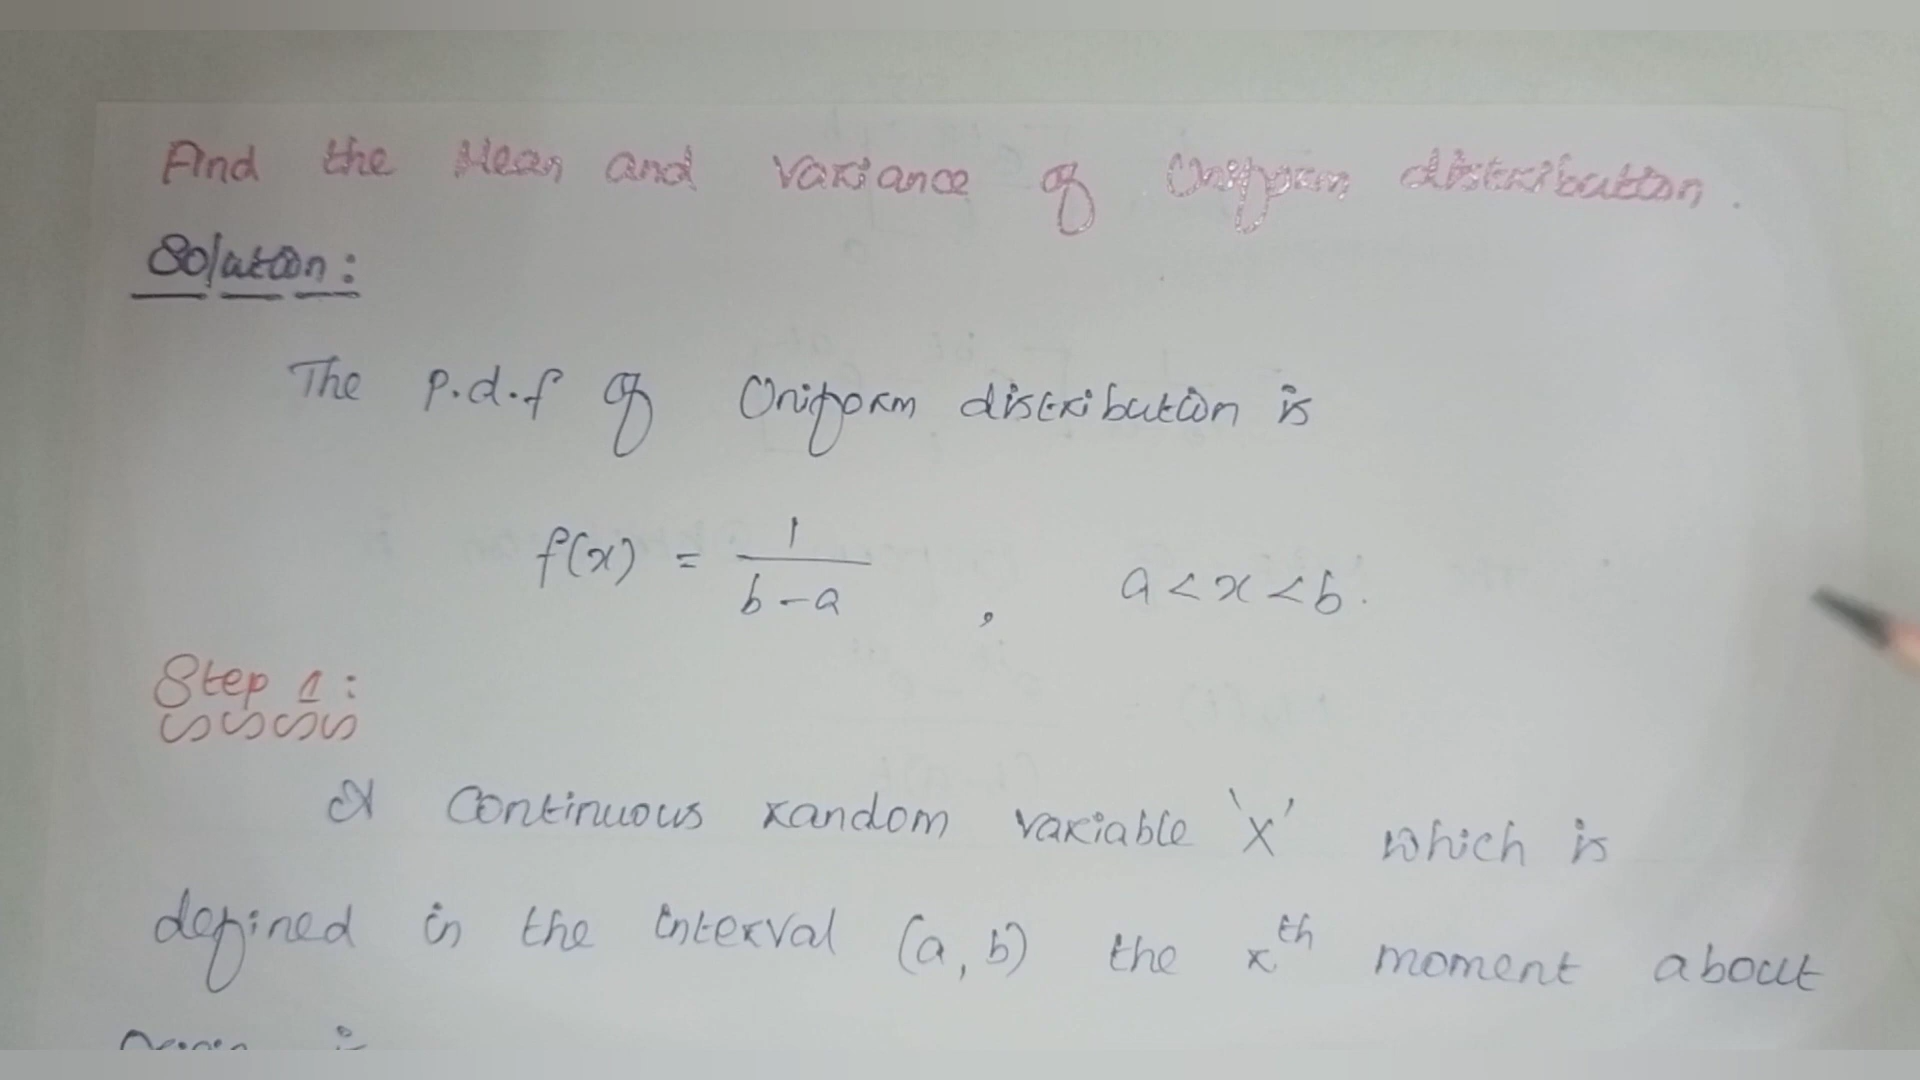 Find the Mean and Variance of Uniform distribution.
Solution:
The p.d.f of Uniform distribution is
f(x) = 1/(b-a) , a<x<b.
Step 1:
A Continuous random variable 'X' which is
defined in the interval (a, b) the rth moment about